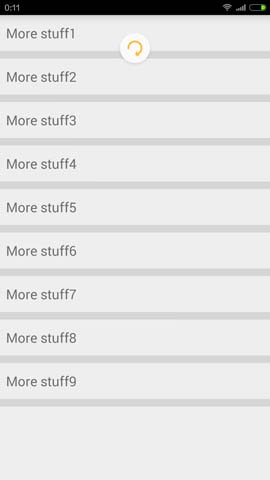 0:11
More stuff1
More stuff2
More stuff3
More stuff4
More stuff5
More stuff6
More stuff7
More stuff8
More stuff9